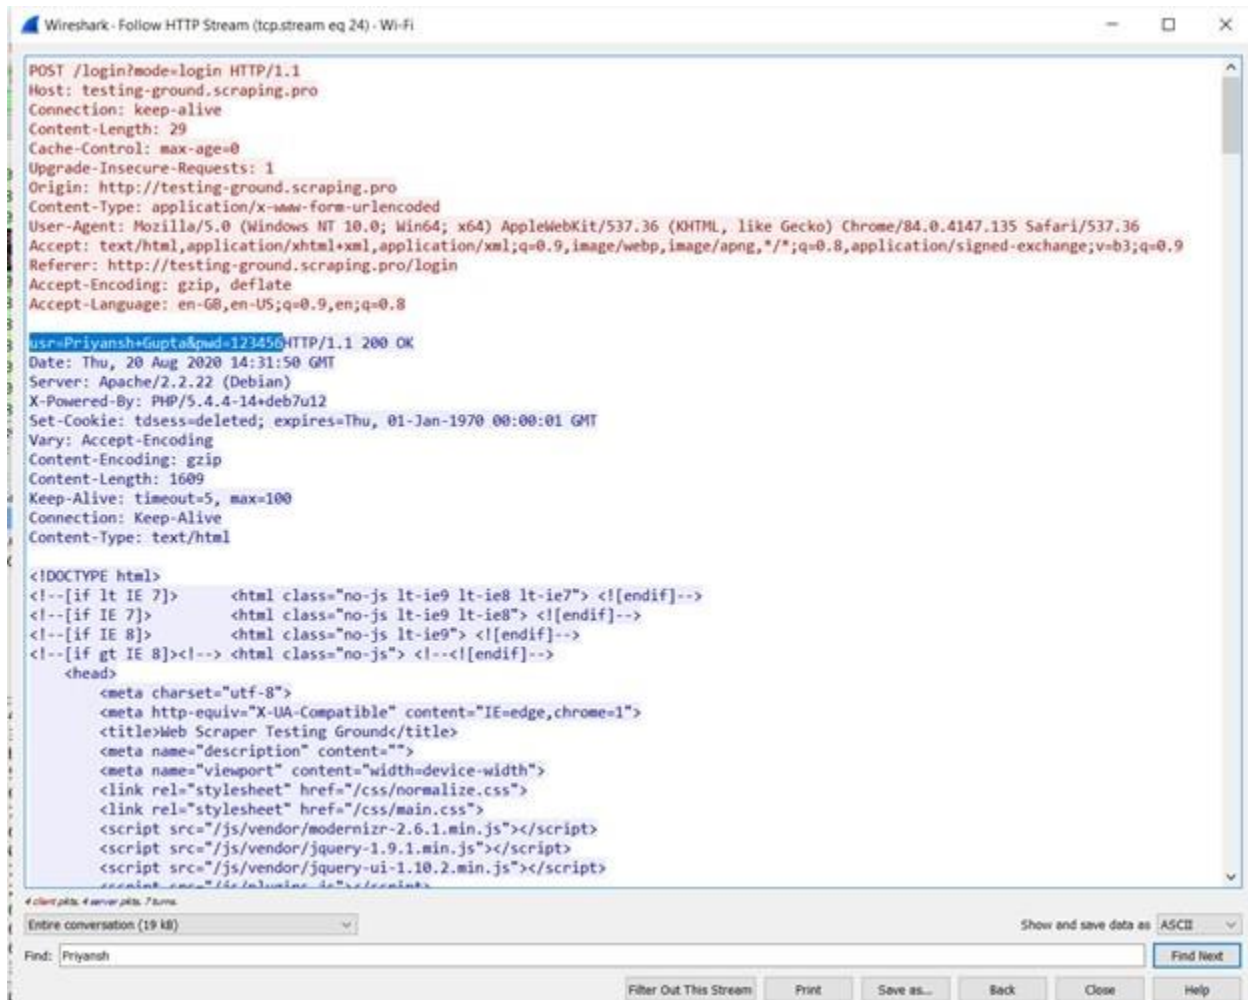 Wireshark - Follow HTTP Stream (tcp.stream eq 24) - Wi-Fi
POST /login?mode=login HTTP/1.1
Host: testing-ground.scraping.pro
Connection: keep-alive
Content-Length: 29
Cache-Control: max-age=0
Upgrade-Insecure-Requests: 1
Origin: http://testing-ground.scraping.pro
Content-Type: application/x-www-form-urlencoded
User-Agent: Mozilla/5.0 (Windows NT 10.0; Win64; x64) AppleWebKit/537.36 (KHTML, like Gecko) Chrome/84.0.4147.135 Safari/537.36
Accept: text/html,application/xhtml+xml,application/xml;q=0.9,image/webp,image/apng,*/*;q=0.8,application/signed-exchange;v=b3;q=0.9
Referer: http://testing-ground.scraping.pro/login
Accept-Encoding: gzip, deflate
Accept-Language: en-GB,en-US;q=0.9,en;q=0.8
usr=Priyansh+Gupta&pwd=123456HTTP/1.1 200 OK
Date: Thu, 20 Aug 2020 14:31:50 GMT
Server: Apache/2.2.22 (Debian)
X-Powered-By: PHP/5.4.4-14+deb7u12
Set-Cookie: tdsess=deleted; expires=Thu, 01-Jan-1970 00:00:01 GMT
Vary: Accept-Encoding
Content-Encoding: gzip
Content-Length: 1609
Keep-Alive: timeout=5, max=100
Connection: Keep-Alive
Content-Type: text/html
<!DOCTYPE html>
<!--[if lt IE 7]>      <html class="no-js lt-ie9 lt-ie8 lt-ie7"> <![endif]-->
<!--[if IE 7]>         <html class="no-js lt-ie9 lt-ie8"> <![endif]-->
<!--[if IE 8]>         <html class="no-js lt-ie9"> <![endif]-->
<!--[if gt IE 8]><!--> <html class="no-js"> <!--<![endif]-->
<head>
<meta charset="utf-8">
<meta http-equiv="X-UA-Compatible" content="IE=edge,chrome=1">
<title>Web Scraper Testing Ground</title>
<meta name="description" content="">
<meta name="viewport" content="width=device-width">
<link rel="stylesheet" href="/css/normalize.css">
<link rel="stylesheet" href="/css/main.css">
<script src="/js/vendor/modernizr-2.6.1.min.js"></script>
<script src="/js/vendor/jquery-1.9.1.min.js"></script>
<script src="/js/vendor/jquery-ui-1.10.2.min.js"></script>
<script src="/js/plugins.js"></script>
4 client pkts, 4 server pkts, 7 turns.
Entire conversation (19 kB)
Show and save data as ASCII
Find: Priyansh
Find Next
Filter Out This Stream Print Save as... Back Close Help